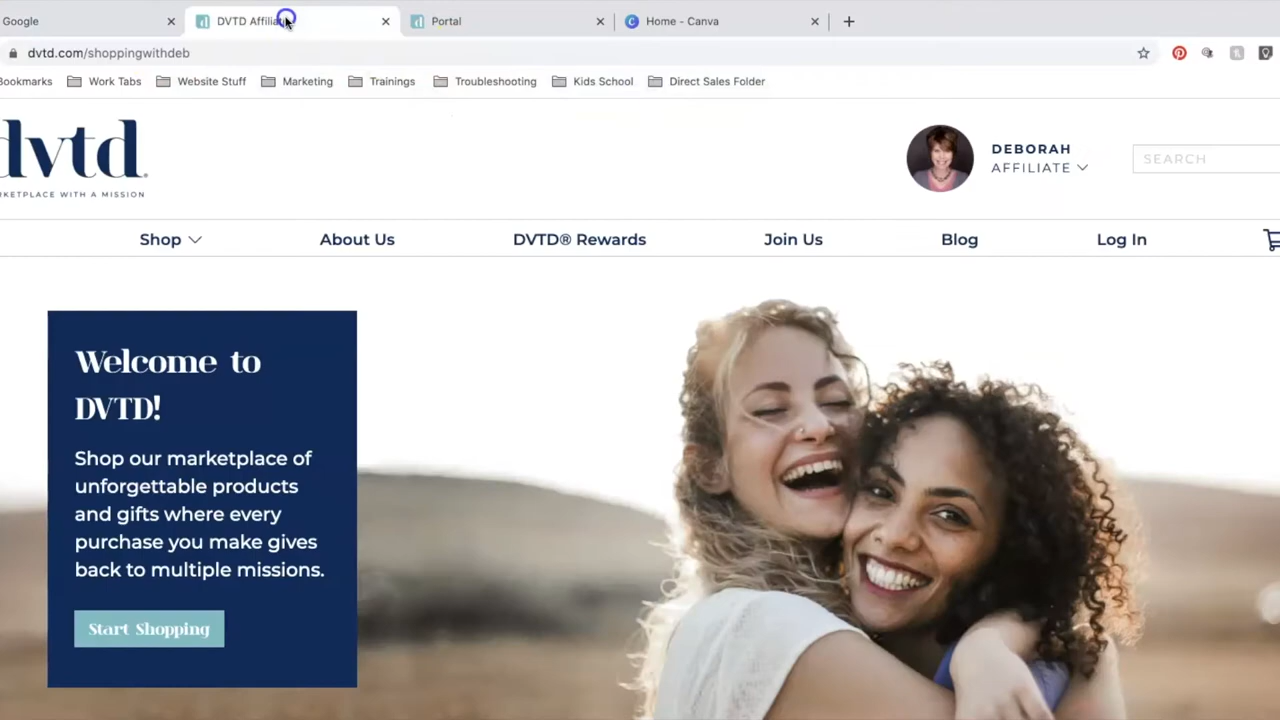 Google
DVTD Affilia
Portal
Home - Canva
dvtd.com/shoppingwithdeb
Bookmarks
Work Tabs
Website Stuff
Marketing
Trainings
Troubleshooting
Kids School
Direct Sales Folder
dvtd®
RKETPLACE WITH A MISSION
DEBORAH
AFFILIATE
SEARCH
Shop
About Us
DVTD® Rewards
Join Us
Blog
Log In
Welcome to
DVTD!
Shop our marketplace of
unforgettable products
and gifts where every
purchase you make gives
back to multiple missions.
Start Shopping